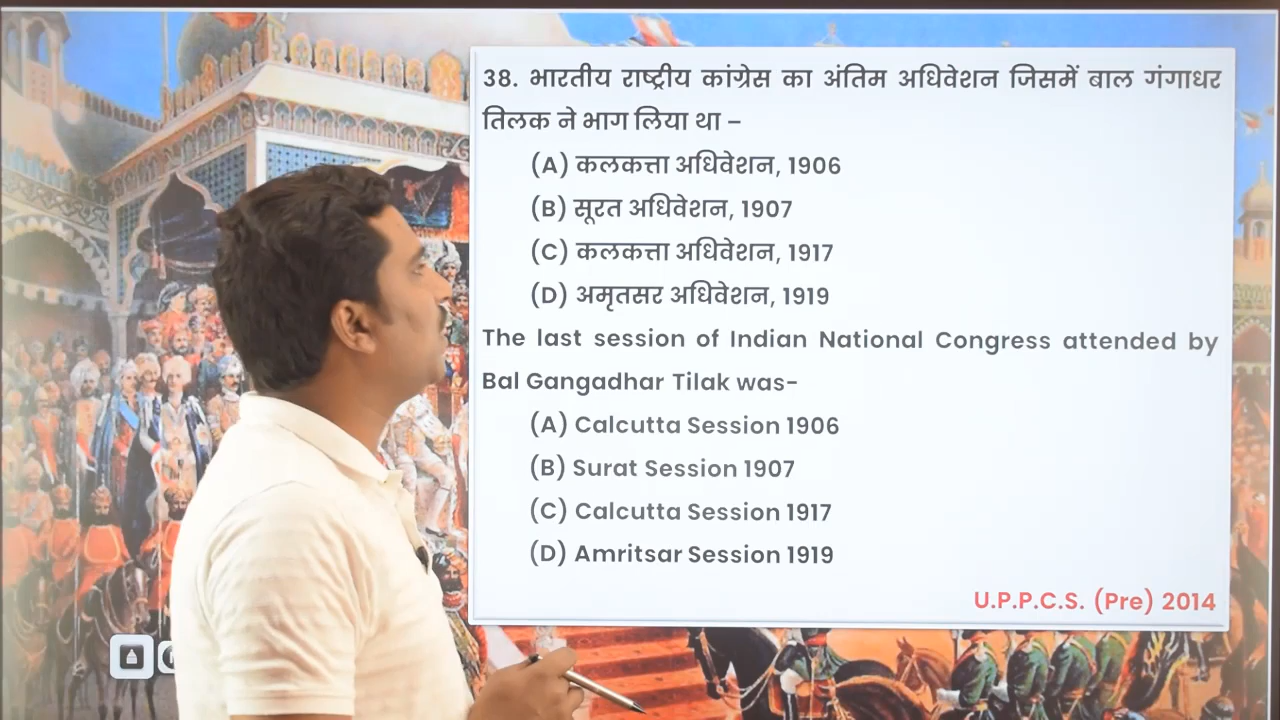 38. भारतीय राष्ट्रीय कांग्रेस का अंतिम अधिवेशन जिसमें बाल गंगाधर
तिलक ने भाग लिया था –
(A) कलकत्ता अधिवेशन, 1906
(B) सूरत अधिवेशन, 1907
(C) कलकत्ता अधिवेशन, 1917
(D) अमृतसर अधिवेशन, 1919
The last session of Indian National Congress attended by
Bal Gangadhar Tilak was-
(A) Calcutta Session 1906
(B) Surat Session 1907
(C) Calcutta Session 1917
(D) Amritsar Session 1919
U.P.P.C.S. (Pre) 2014